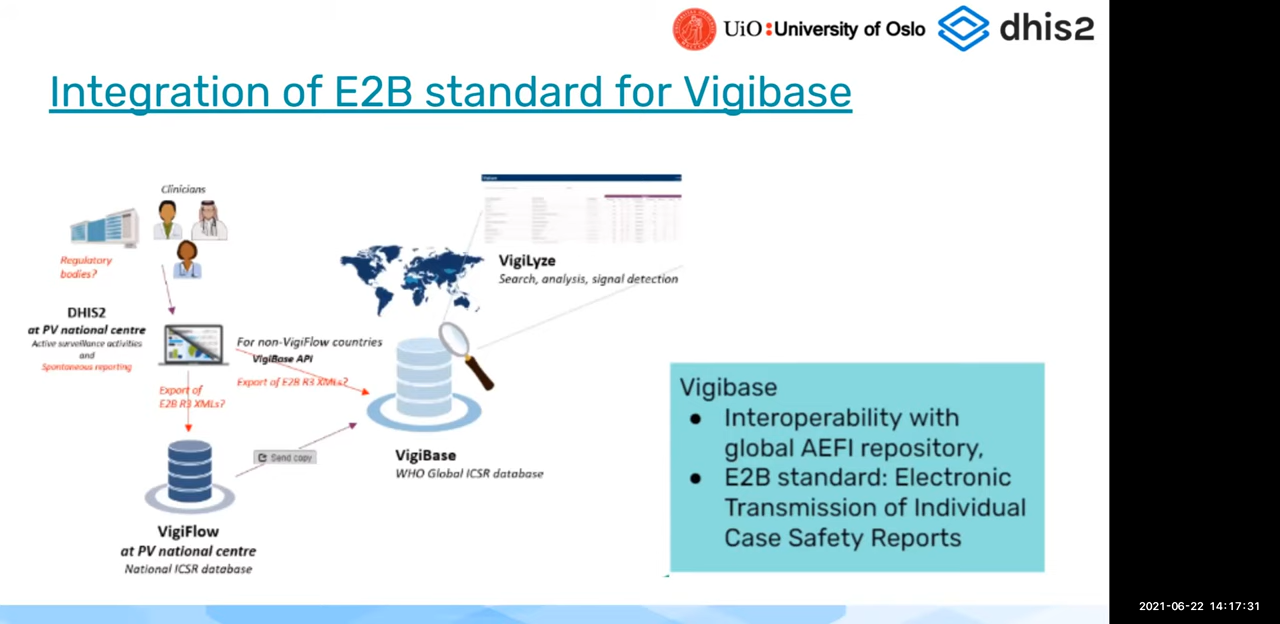 UiO:University of Oslo
dhis2
Integration of E2B standard for Vigibase
Clinicians
Regulatory
bodies?
DHIS2
at PV national centre
Active surveillance activities
and
Spontaneous reporting
For non-VigiFlow countries
VigiBase API
Export of E2B R3 XMLs?
Export of
E2B R3 XMLs?
VigiLyze
Search, analysis, signal detection
Send copy
VigiBase
WHO Global ICSR database
VigiFlow
at PV national centre
National ICSR database
Vigibase
● Interoperability with
global AEFI repository,
● E2B standard: Electronic
Transmission of Individual
Case Safety Reports
2021-06-22 14:17:31